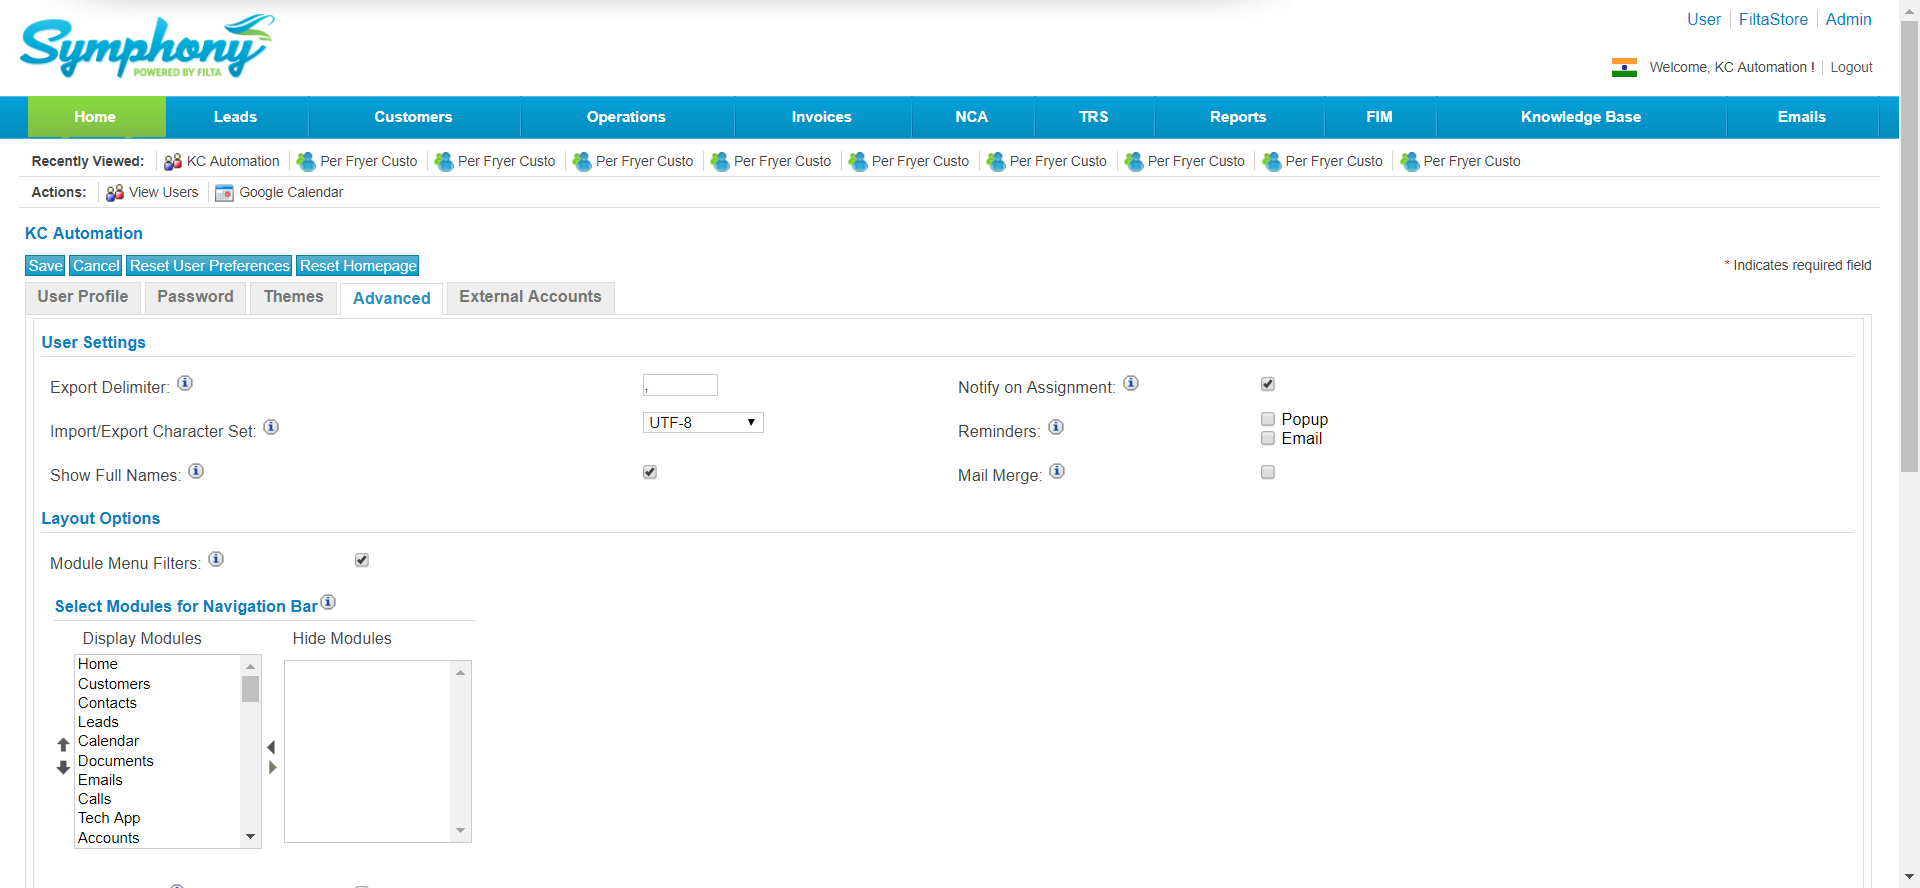 Symphony
POWERED BY FILTA
User FiltaStore Admin
Welcome, KC Automation ! Logout
Home Leads Customers Operations Invoices NCA TRS Reports FIM Knowledge Base Emails
Recently Viewed: KC Automation Per Fryer Custo Per Fryer Custo Per Fryer Custo Per Fryer Custo Per Fryer Custo Per Fryer Custo Per Fryer Custo Per Fryer Custo Per Fryer Custo
Actions: View Users Google Calendar
KC Automation
Save Cancel Reset User Preferences Reset Homepage
* Indicates required field
User Profile Password Themes Advanced External Accounts
User Settings
Export Delimiter: , Notify on Assignment:
Import/Export Character Set: UTF-8 Reminders: Popup
Email
Show Full Names: Mail Merge:
Layout Options
Module Menu Filters:
Select Modules for Navigation Bar
Display Modules Hide Modules
Home
Customers
Contacts
Leads
Calendar
Documents
Emails
Calls
Tech App
Accounts